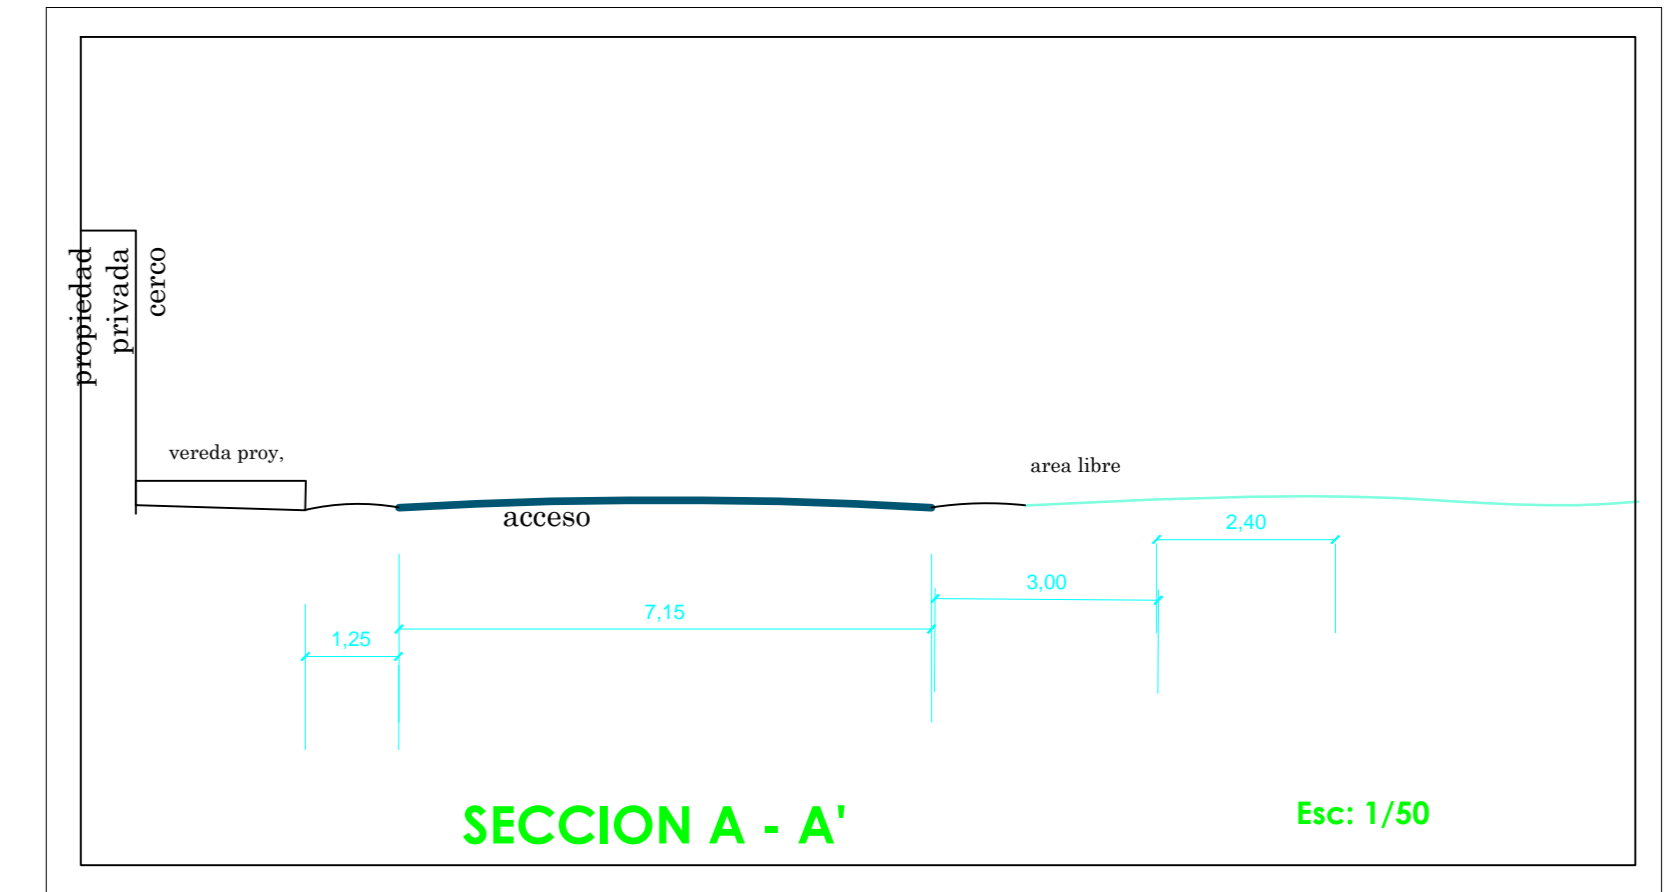 propiedad
privada
cerco
vereda proy,
area libre
acceso
2,40
3,00
7,15
1,25
SECCION A - A'
Esc: 1/50